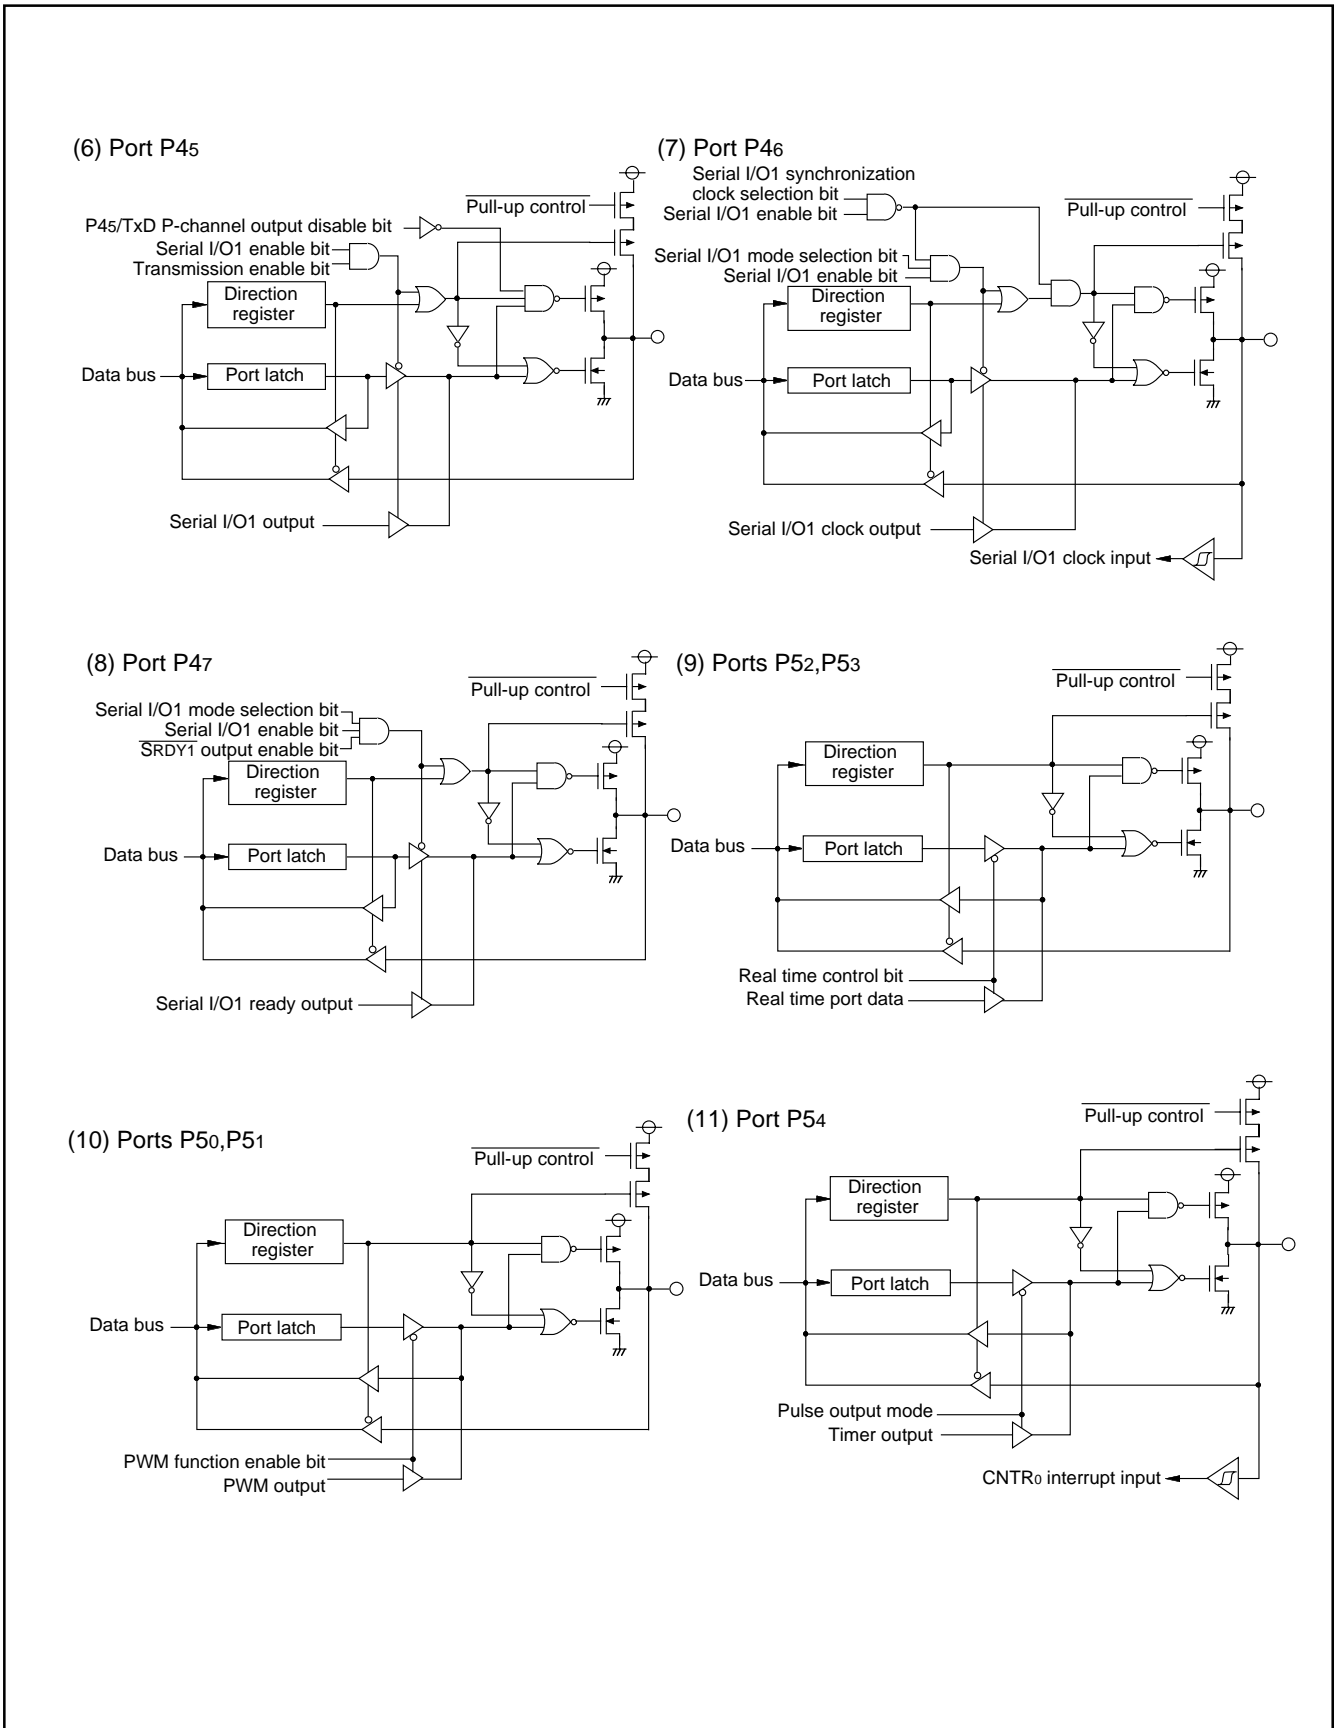 (6) Port P45
Pull-up control
P45/TxD P-channel output disable bit
Serial I/O1 enable bit
Transmission enable bit
Direction
register
Data bus
Port latch
Serial I/O1 output
(7) Port P46
Serial I/O1 synchronization
clock selection bit
Serial I/O1 enable bit
Pull-up control
Serial I/O1 mode selection bit
Serial I/O1 enable bit
Direction
register
Data bus
Port latch
Serial I/O1 clock output
Serial I/O1 clock input
(8) Port P47
Pull-up control
Serial I/O1 mode selection bit
Serial I/O1 enable bit
SRDY1 output enable bit
Direction
register
Data bus
Port latch
Serial I/O1 ready output
(9) Ports P52,P53
Pull-up control
Direction
register
Data bus
Port latch
Real time control bit
Real time port data
(10) Ports P50,P51
Pull-up control
Direction
register
Data bus
Port latch
PWM function enable bit
PWM output
(11) Port P54
Pull-up control
Direction
register
Data bus
Port latch
Pulse output mode
Timer output
CNTR0 interrupt input